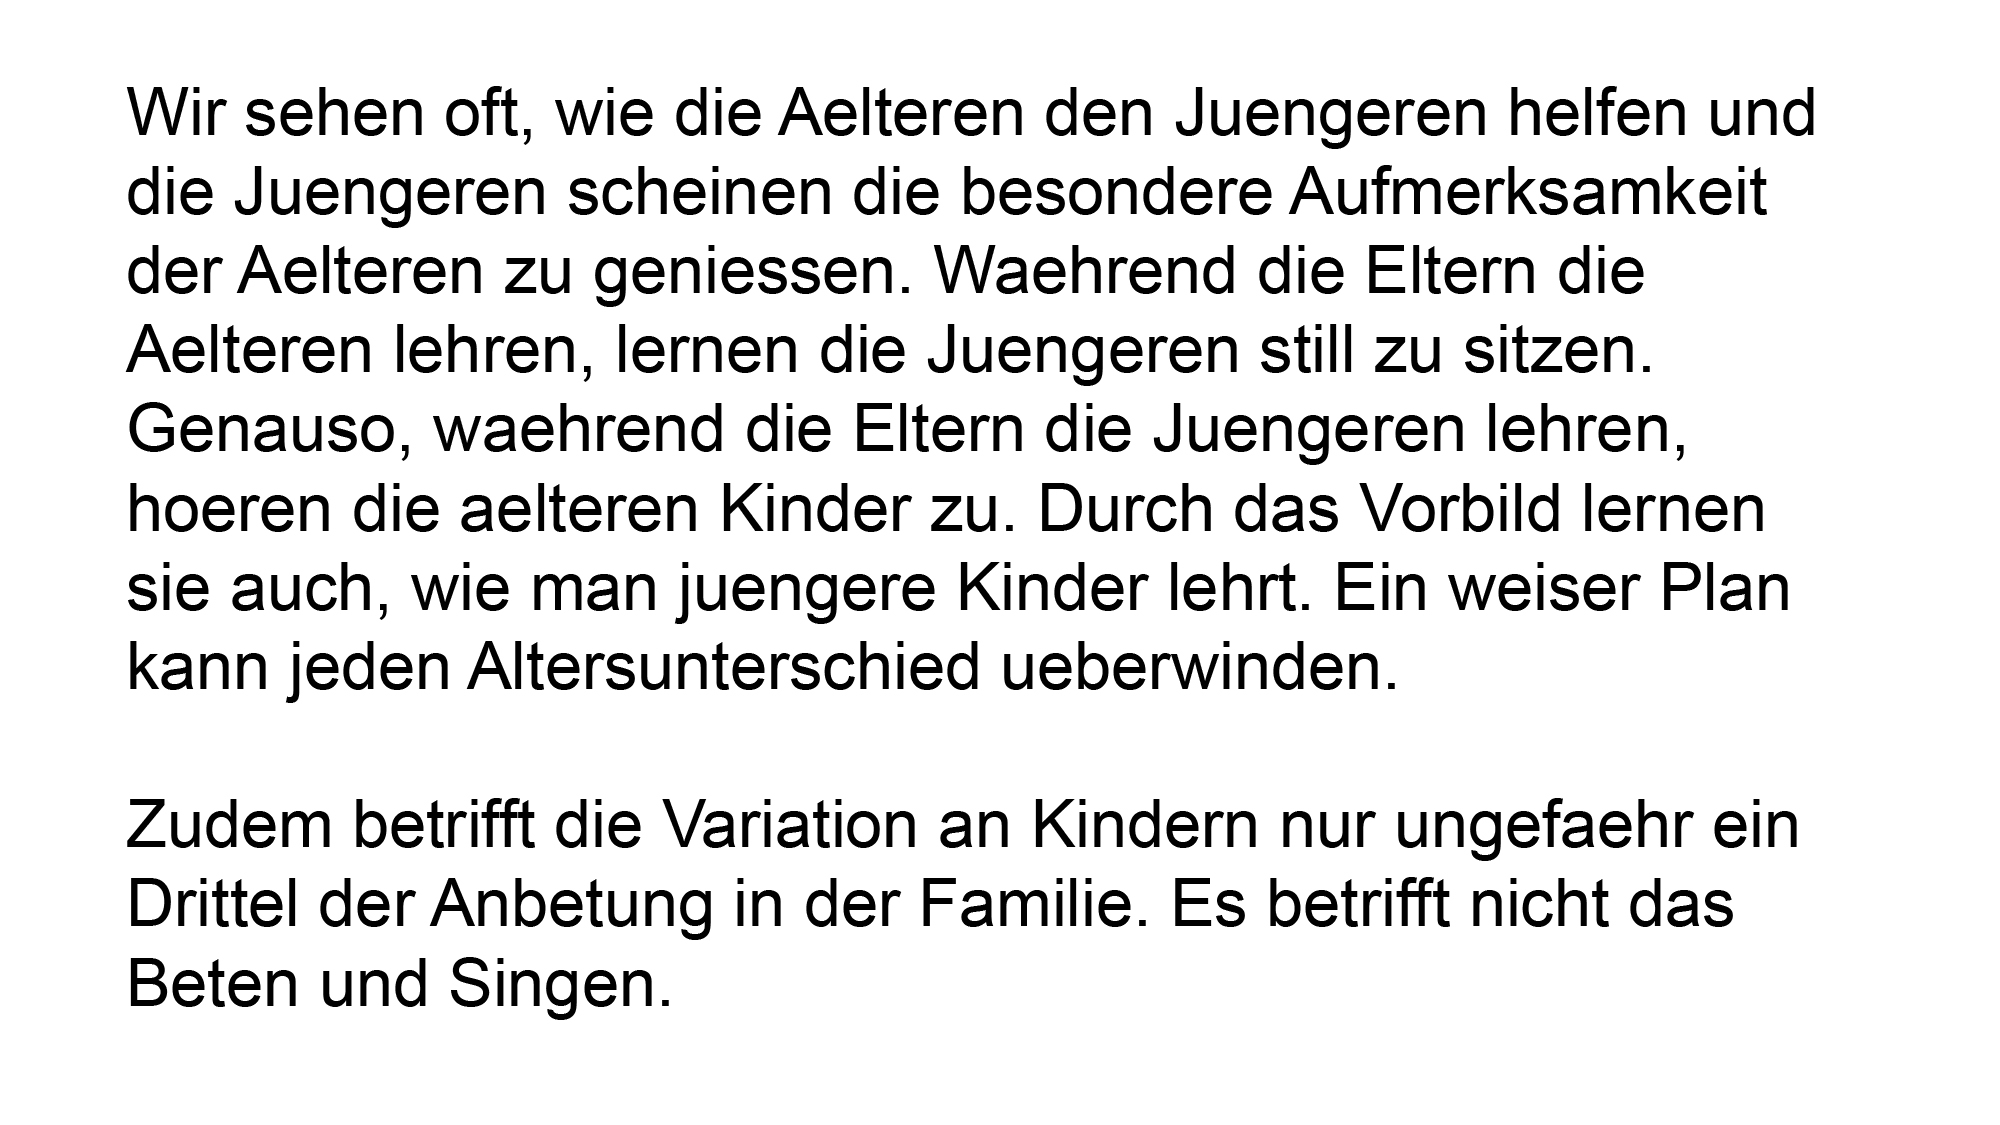 Wir sehen oft, wie die Aelteren den Juengeren helfen und
die Juengeren scheinen die besondere Aufmerksamkeit
der Aelteren zu geniessen. Waehrend die Eltern die
Aelteren lehren, lernen die Juengeren still zu sitzen.
Genauso, waehrend die Eltern die Juengeren lehren,
hoeren die aelteren Kinder zu. Durch das Vorbild lernen
sie auch, wie man juengere Kinder lehrt. Ein weiser Plan
kann jeden Altersunterschied ueberwinden.
Zudem betrifft die Variation an Kindern nur ungefaehr ein
Drittel der Anbetung in der Familie. Es betrifft nicht das
Beten und Singen.